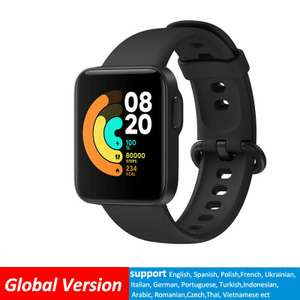 08
20
100
%
80000
STEPS
234
KCAL
Global Version
support English, Spanish, Polish,French, Ukrainian,
Italian, German, Portuguese, Turkish,Indonesian,
Arabic, Romanian,Czech,Thai, Vietnamese ect